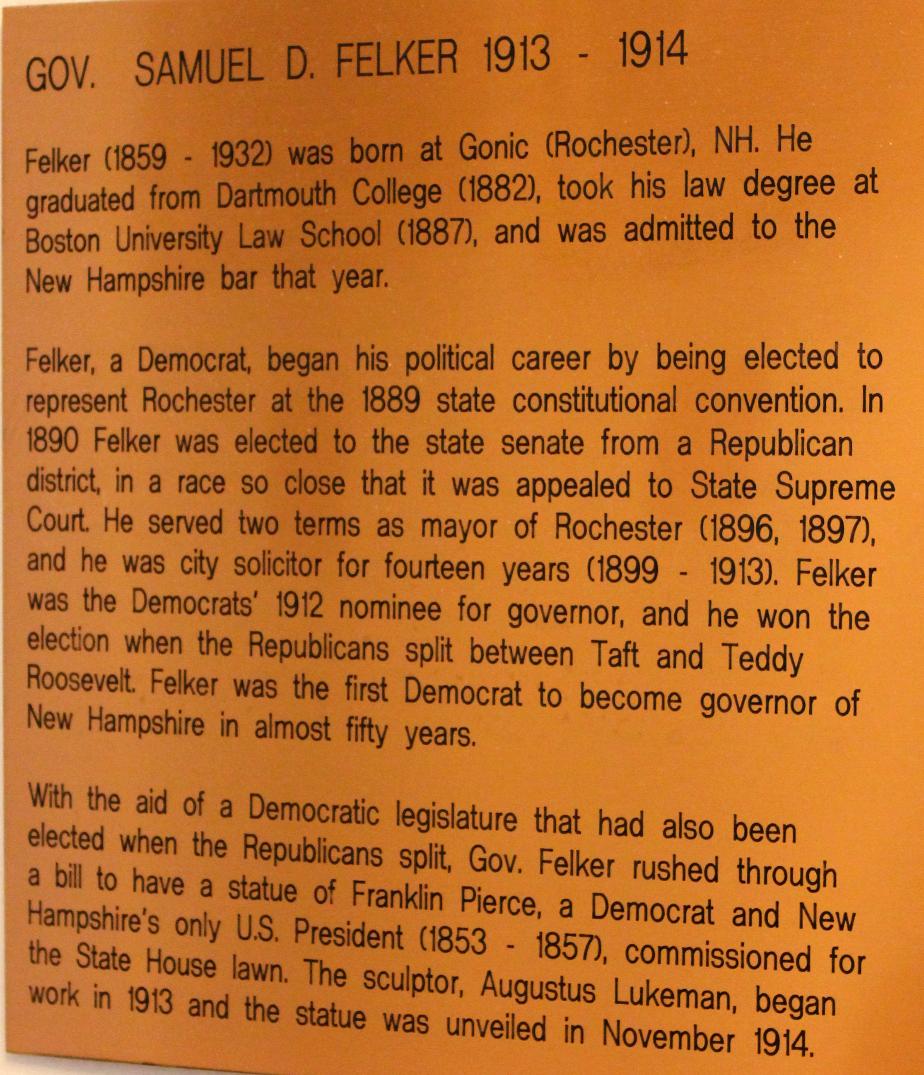 GOV. SAMUEL D. FELKER 1913 - 1914
Felker (1859 - 1932) was born at Gonic (Rochester), NH. He
graduated from Dartmouth College (1882), took his law degree at
Boston University Law School (1887), and was admitted to the
New Hampshire bar that year.
Felker, a Democrat, began his political career by being elected to
represent Rochester at the 1889 state constitutional convention. In
1890 Felker was elected to the state senate from a Republican
district, in a race so close that it was appealed to State Supreme
Court. He served two terms as mayor of Rochester (1896, 1897),
and he was city solicitor for fourteen years (1899 - 1913). Felker
was the Democrats' 1912 nominee for governor, and he won the
election when the Republicans split between Taft and Teddy
Roosevelt. Felker was the first Democrat to become governor of
New Hampshire in almost fifty years.
With the aid of a Democratic legislature that had also been
elected when the Republicans split, Gov. Felker rushed through
a bill to have a statue of Franklin Pierce, a Democrat and New
Hampshire's only U.S. President (1853 - 1857), commissioned for
the State House lawn. The sculptor, Augustus Lukeman, began
work in 1913 and the statue was unveiled in November 1914.